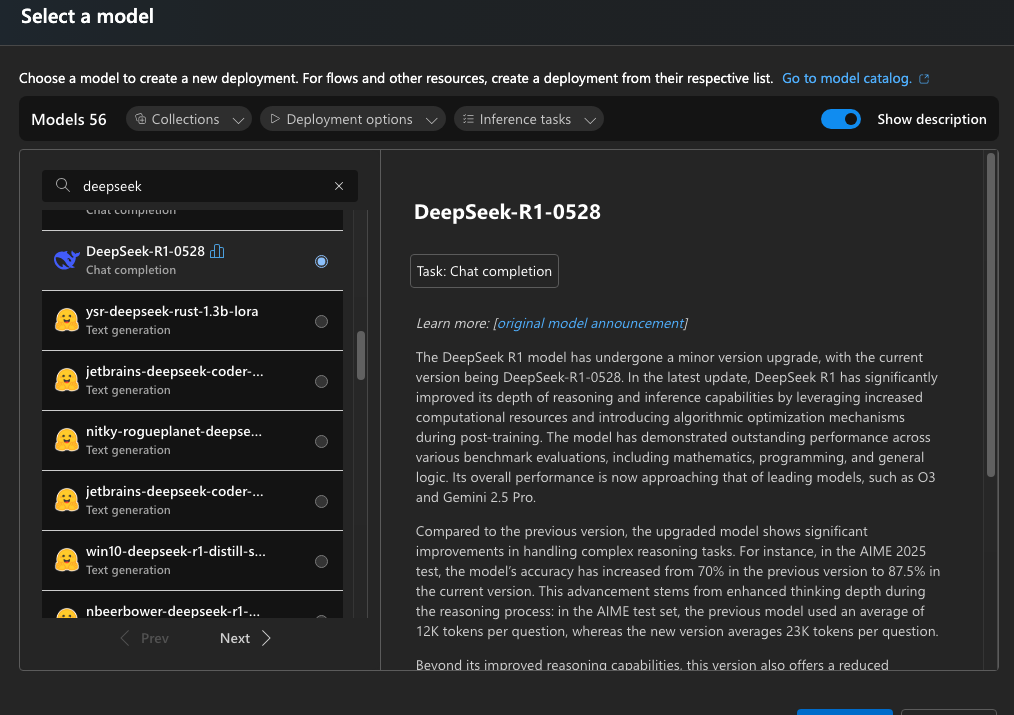 Select a model
Choose a model to create a new deployment. For flows and other resources, create a deployment from their respective list. Go to model catalog.
Models 56
Collections
Deployment options
Inference tasks
Show description
deepseek
Chat completion
DeepSeek-R1-0528
Chat completion
ysr-deepseek-rust-1.3b-lora
Text generation
jetbrains-deepseek-coder-...
Text generation
nitky-rogueplanet-deepse...
Text generation
jetbrains-deepseek-coder-...
Text generation
win10-deepseek-r1-distill-s...
Text generation
nbeerbower-deepseek-r1-...
Prev
Next
DeepSeek-R1-0528
Task: Chat completion
Learn more: [original model announcement]
The DeepSeek R1 model has undergone a minor version upgrade, with the current
version being DeepSeek-R1-0528. In the latest update, DeepSeek R1 has significantly
improved its depth of reasoning and inference capabilities by leveraging increased
computational resources and introducing algorithmic optimization mechanisms
during post-training. The model has demonstrated outstanding performance across
various benchmark evaluations, including mathematics, programming, and general
logic. Its overall performance is now approaching that of leading models, such as O3
and Gemini 2.5 Pro.
Compared to the previous version, the upgraded model shows significant
improvements in handling complex reasoning tasks. For instance, in the AIME 2025
test, the model's accuracy has increased from 70% in the previous version to 87.5% in
the current version. This advancement stems from enhanced thinking depth during
the reasoning process: in the AIME test set, the previous model used an average of
12K tokens per question, whereas the new version averages 23K tokens per question.
Beyond its improved reasoning capabilities, this version also offers a reduced